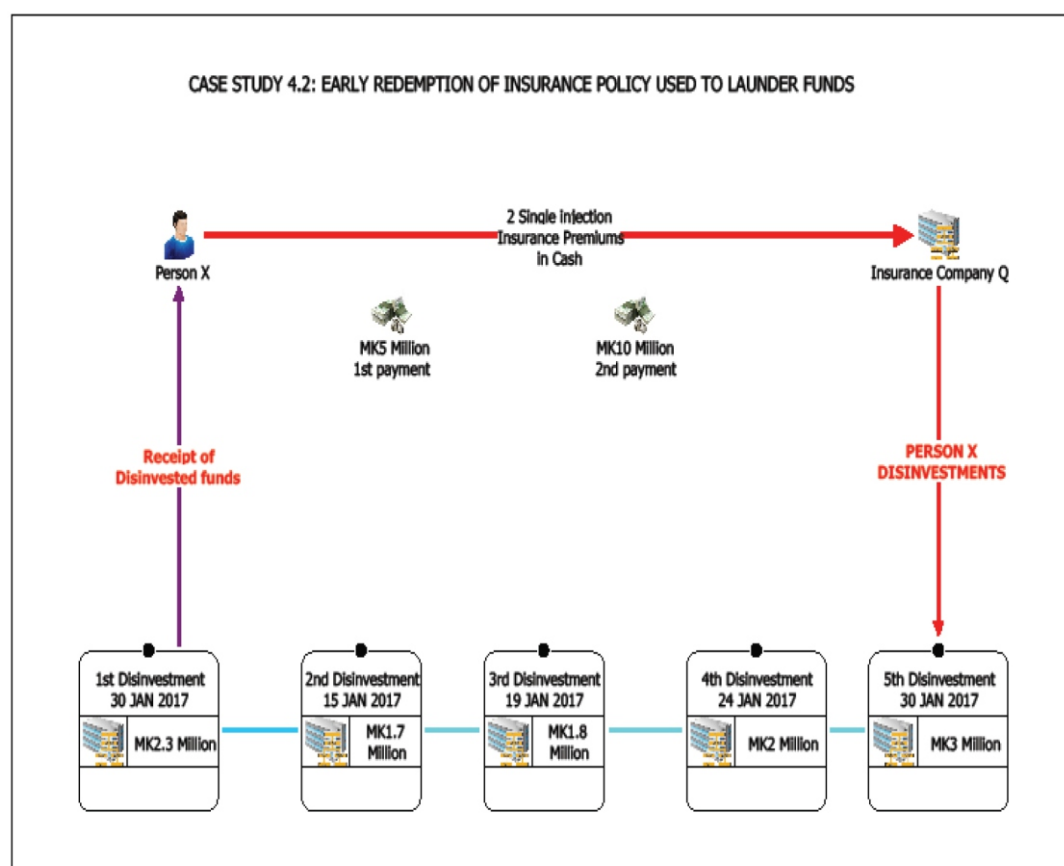 CASE STUDY 4.2: EARLY REDEMPTION OF INSURANCE POLICY USED TO LAUNDER FUNDS
2 Single injection
Insurance Premiums
in Cash
Person X
Insurance Company Q
MK5 Million
1st payment
MK10 Million
2nd payment
Receipt of
Disinvested funds
PERSON X
DISINVESTMENTS
1st Disinvestment
30 JAN 2017
MK2.3 Million
2nd Disinvestment
15 JAN 2017
MK1.7
Million
3rd Disinvestment
19 JAN 2017
MK1.8
Million
4th Disinvestment
24 JAN 2017
MK2 Million
5th Disinvestment
30 JAN 2017
MK3 Million